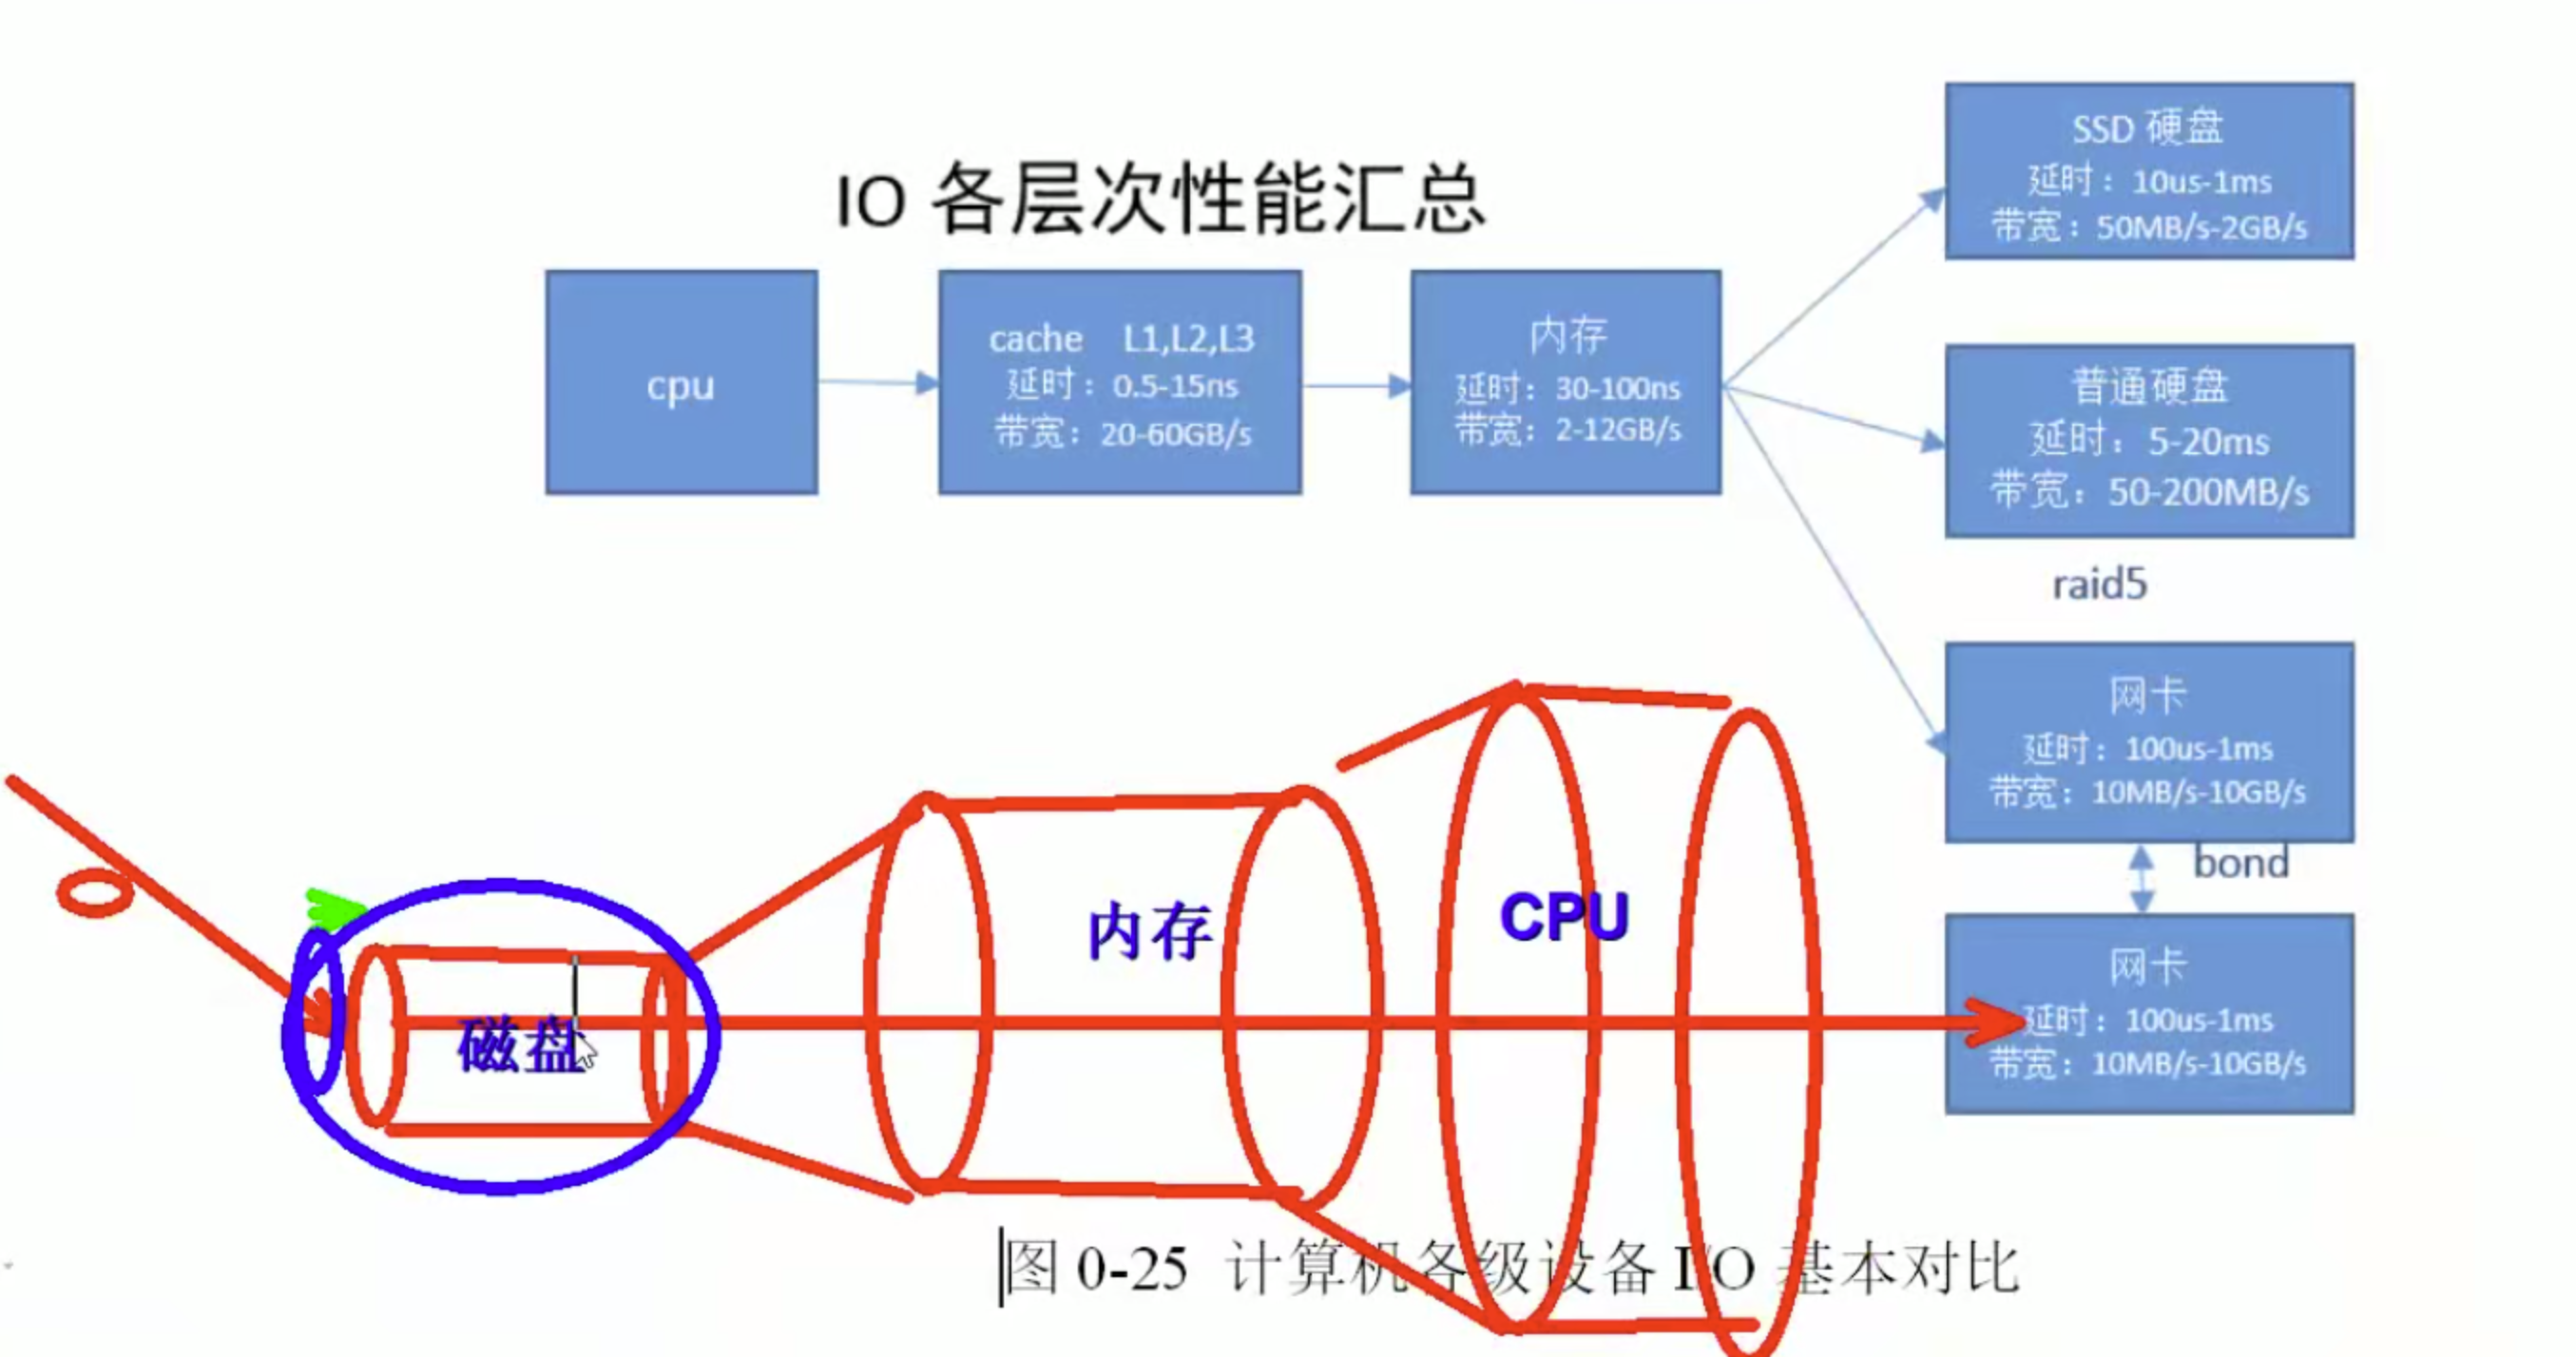 IO 各层次性能汇总
cpu
cache L1,L2,L3
延时：0.5-15ns
带宽：20-60GB/s
内存
延时：30-100ns
带宽：2-12GB/s
SSD 硬盘
延时：10us-1ms
带宽：50MB/s-2GB/s
普通硬盘
延时：5-20ms
带宽：50-200MB/s
raid5
网卡
延时：100us-1ms
带宽：10MB/s-10GB/s
bond
网卡
延时：100us-1ms
带宽：10MB/s-10GB/s
磁盘
内存
CPU
图 0-25 计算机各级设备 I/O 基本对比